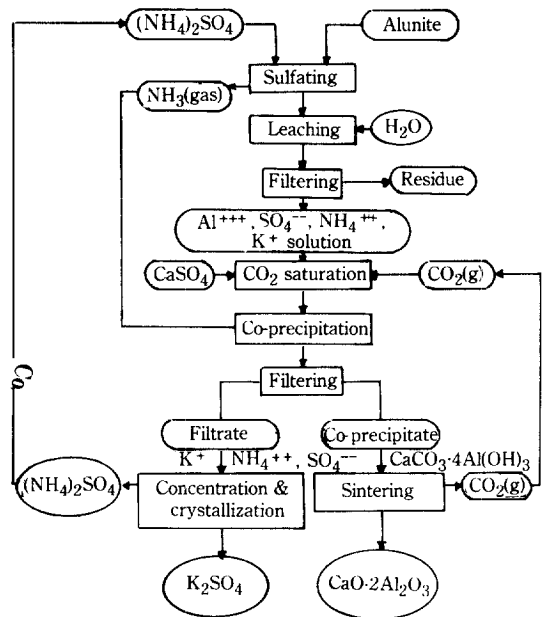 (NH4)2SO4
Alunite
Sulfating
NH3(gas)
Leaching
H2O
Filtering
Residue
Al+++, SO4−−, NH4++,
K+ solution
CaSO4
CO2 saturation
CO2(g)
Co-precipitation
Filtering
Co
Filtrate
Co-precipitate
K+ NH4++, SO4−−
CaCO3·4Al(OH)3
(NH4)2SO4
Concentration &
crystallization
Sintering
CO2(g)
K2SO4
CaO·2Al2O3